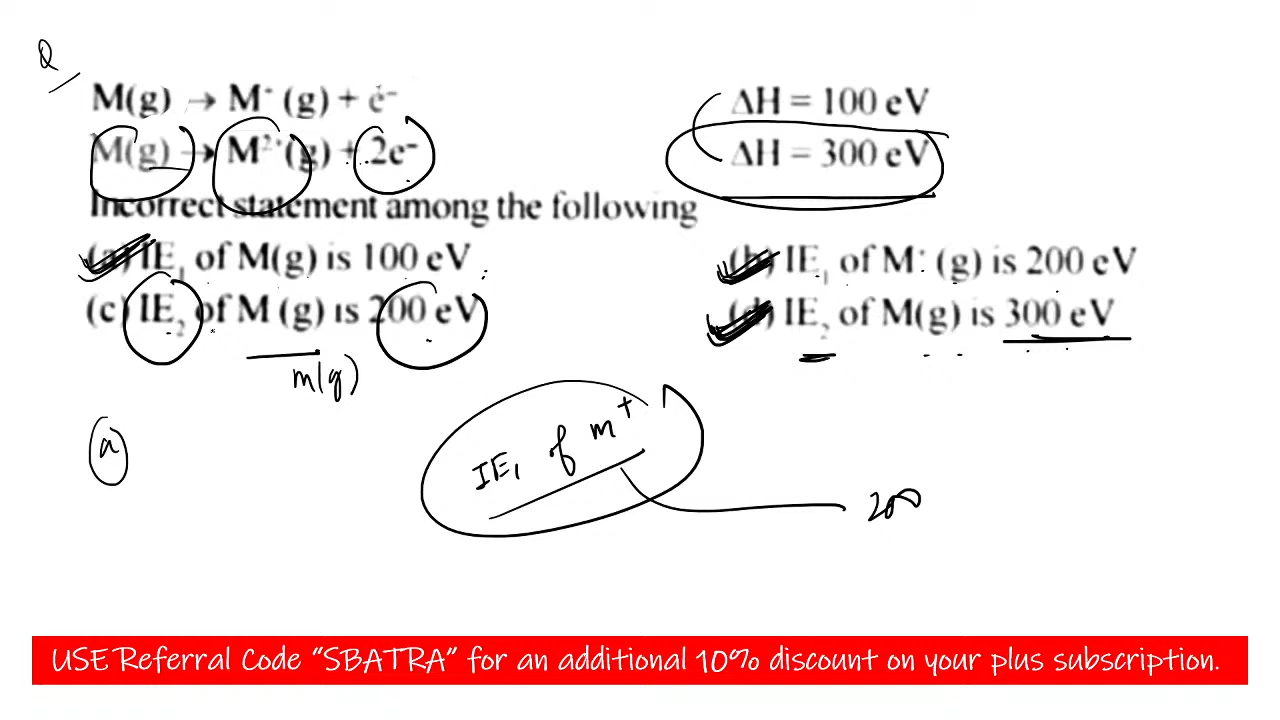 Q
M(g) → M⁺ (g) + e⁻ ΔH = 100 eV
M(g) → M²⁺(g) + 2e⁻ ΔH = 300 eV
Incorrect statement among the following
(a) IE₁ of M(g) is 100 eV (b) IE₁ of M⁺ (g) is 200 eV
(c) IE₂ of M (g) is 200 eV (d) IE₂ of M(g) is 300 eV
m(g)
a
IE₁ of m⁺
200
USE Referral Code "SBATRA" for an additional 10% discount on your plus subscription.